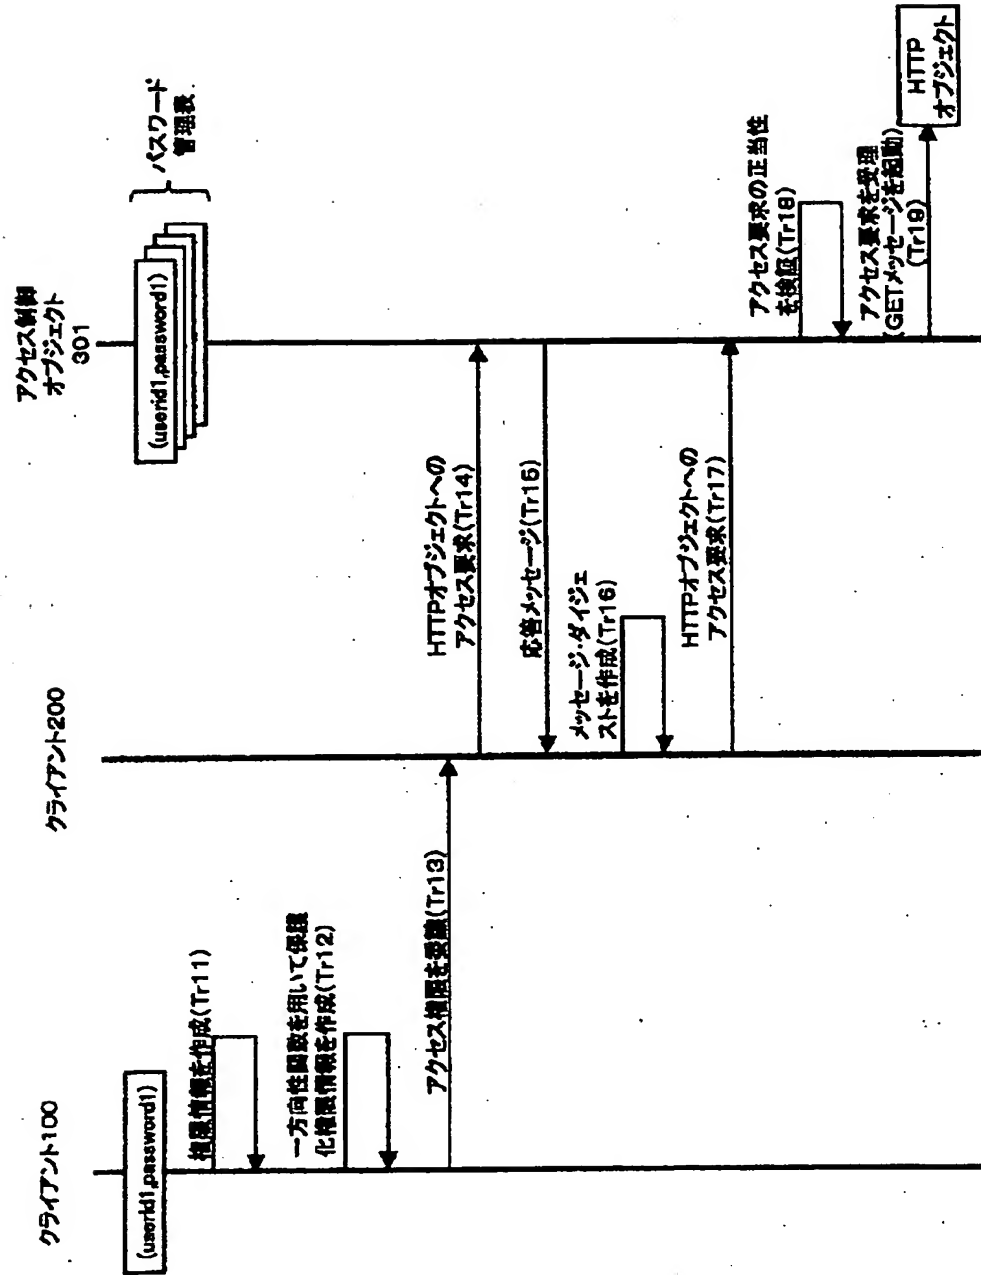 クライアント100
クライアント200
アクセス制御
オブジェクト
301
(userid1,password1)
(userid1,password1)
パスワード
管理表
権限情報を作成(Tr11)
一方向性関数を用いて保護
化権限情報を作成(Tr12)
アクセス権限を委譲(Tr13)
HTTPオブジェクトへの
アクセス要求(Tr14)
応答メッセージ(Tr15)
メッセージ・ダイジェ
ストを作成(Tr16)
HTTPオブジェクトへの
アクセス要求(Tr17)
アクセス要求の正当性
を検証(Tr18)
アクセス要求を受理
(GETメッセージを起動)
(Tr19)
HTTP
オブジェクト